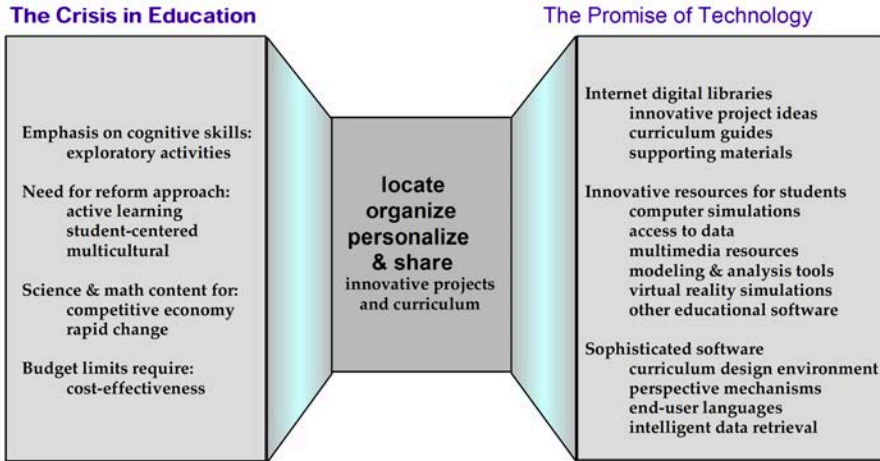 The Crisis in Education
Emphasis on cognitive skills:
exploratory activities
Need for reform approach:
active learning
student-centered
multicultural
Science & math content for:
competitive economy
rapid change
Budget limits require:
cost-effectiveness
locate
organize
personalize
& share
innovative projects
and curriculum
The Promise of Technology
Internet digital libraries
innovative project ideas
curriculum guides
supporting materials
Innovative resources for students
computer simulations
access to data
multimedia resources
modeling & analysis tools
virtual reality simulations
other educational software
Sophisticated software
curriculum design environment
perspective mechanisms
end-user languages
intelligent data retrieval